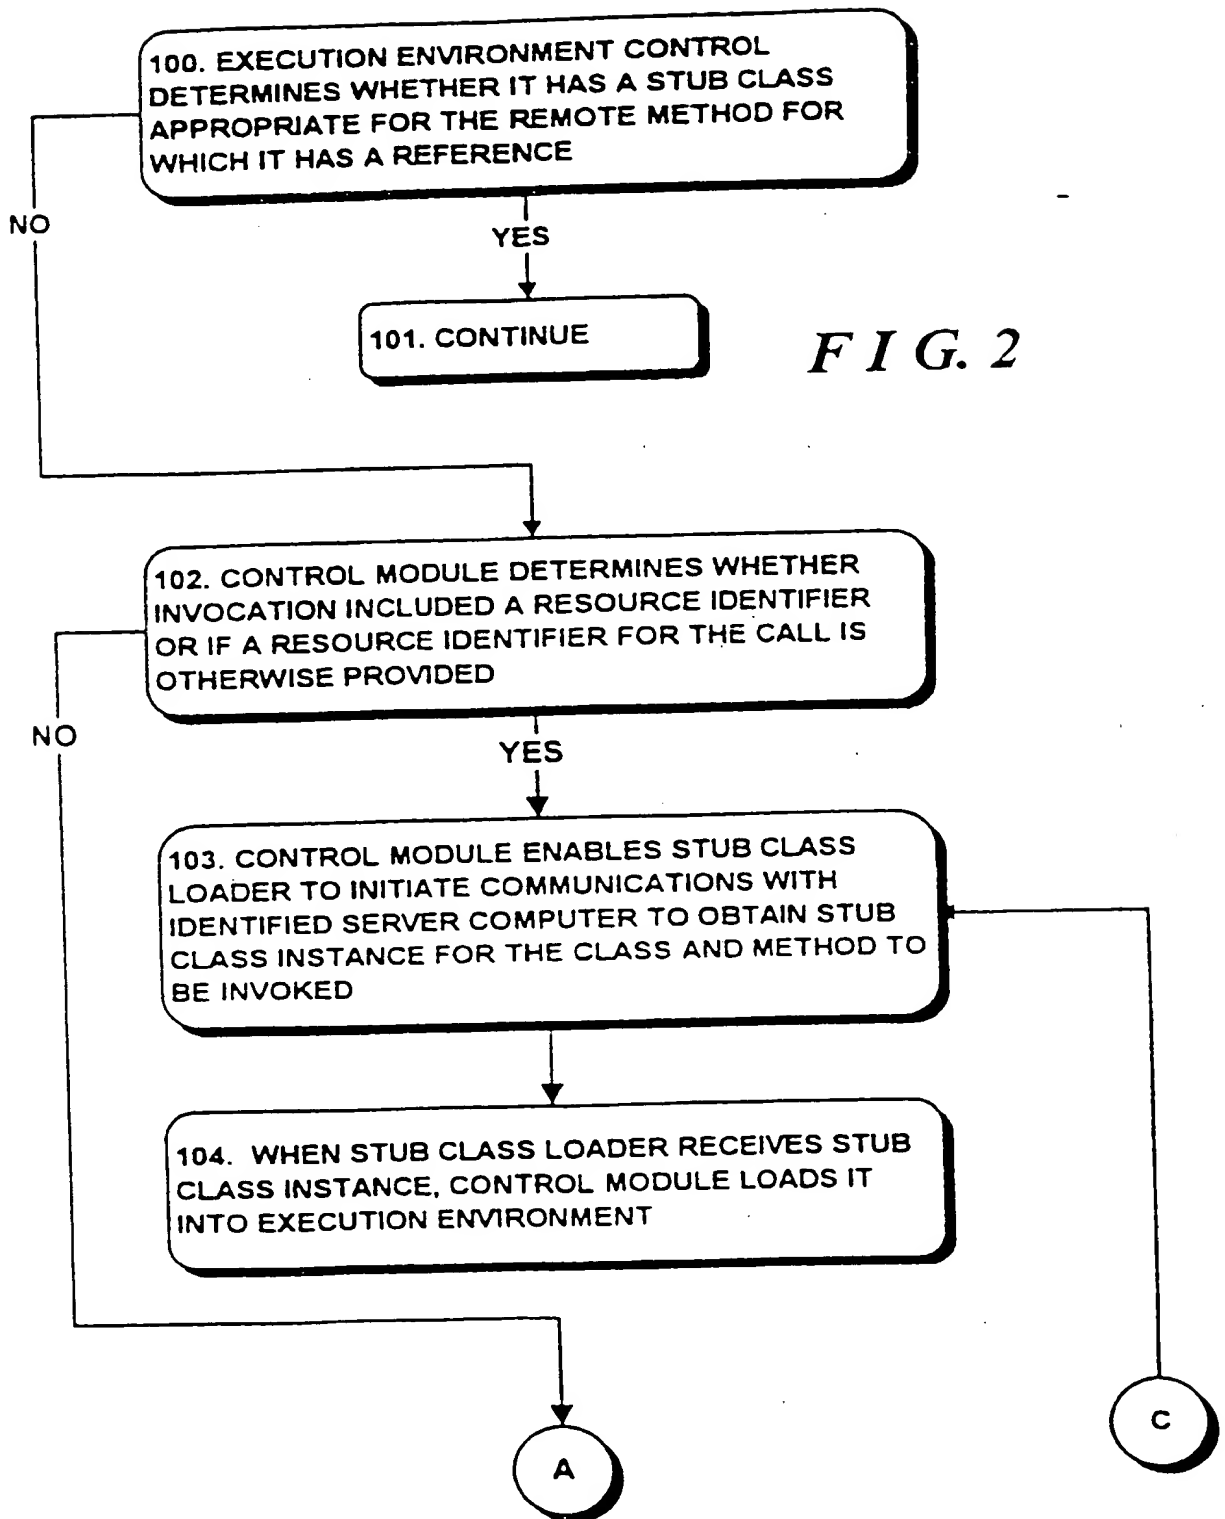 100. EXECUTION ENVIRONMENT CONTROL
DETERMINES WHETHER IT HAS A STUB CLASS
APPROPRIATE FOR THE REMOTE METHOD FOR
WHICH IT HAS A REFERENCE
NO
YES
101. CONTINUE
FIG. 2
102. CONTROL MODULE DETERMINES WHETHER
INVOCATION INCLUDED A RESOURCE IDENTIFIER
OR IF A RESOURCE IDENTIFIER FOR THE CALL IS
OTHERWISE PROVIDED
NO
YES
103. CONTROL MODULE ENABLES STUB CLASS
LOADER TO INITIATE COMMUNICATIONS WITH
IDENTIFIED SERVER COMPUTER TO OBTAIN STUB
CLASS INSTANCE FOR THE CLASS AND METHOD TO
BE INVOKED
104. WHEN STUB CLASS LOADER RECEIVES STUB
CLASS INSTANCE, CONTROL MODULE LOADS IT
INTO EXECUTION ENVIRONMENT
C
A